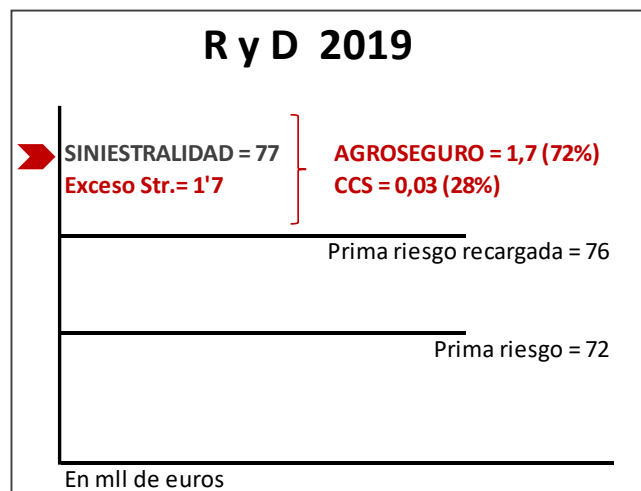 R y D 2019
SINIESTRALIDAD = 77
Exceso Str.= 1'7
AGROSEGURO = 1,7 (72%)
CCS = 0,03 (28%)
Prima riesgo recargada = 76
Prima riesgo = 72
En mll de euros